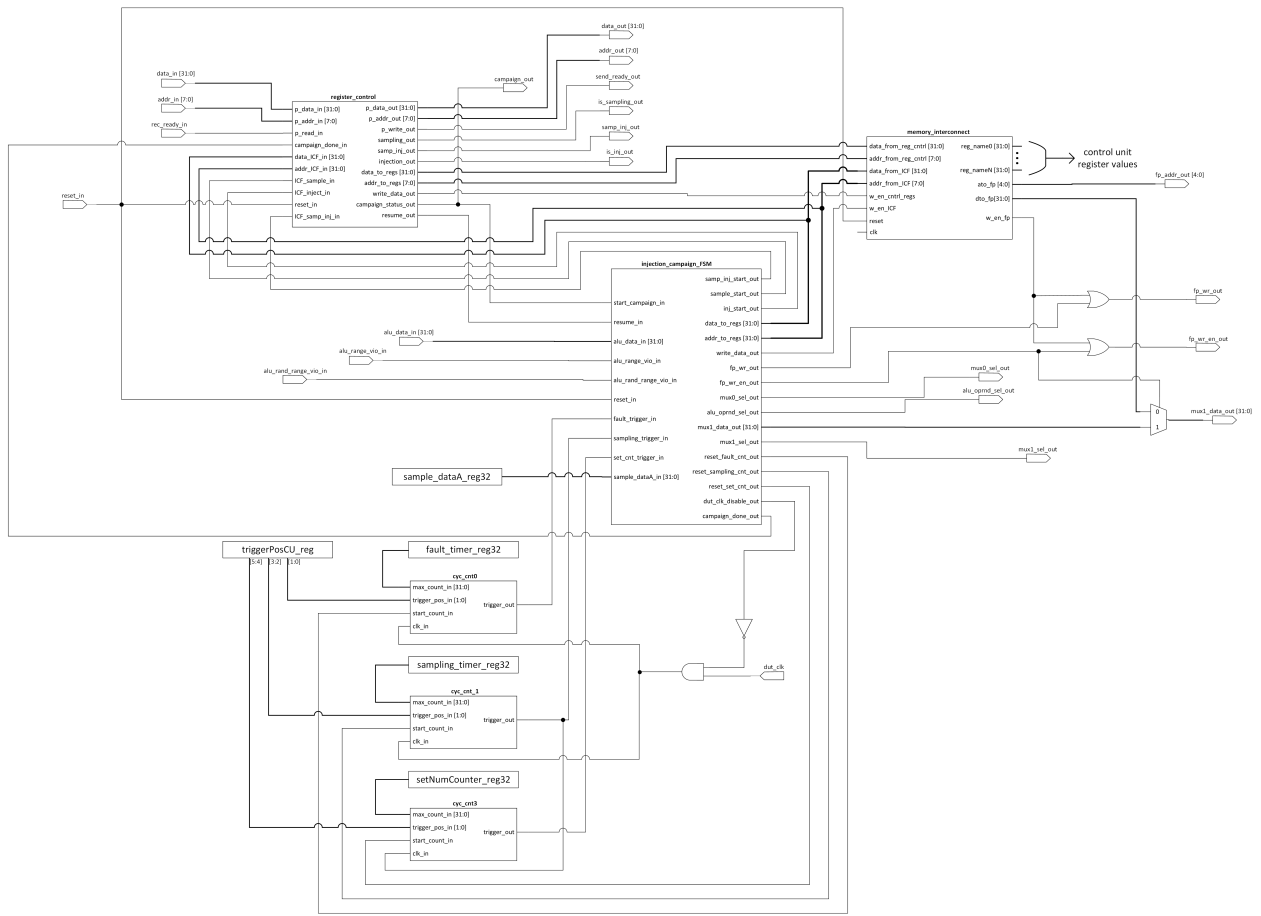 data_out [31:0]
addr_out [7:0]
send_ready_out
is_sampling_out
samp_inj_out
is_inj_out
campaign_out
data_in [31:0]
addr_in [7:0]
rec_ready_in
reset_in
register_control
p_data_in [31:0]
p_addr_in [7:0]
p_read_in
campaign_done_in
data_ICF_in [31:0]
addr_ICF_in [31:0]
ICF_sample_in
ICF_inject_in
reset_in
ICF_samp_inj_in
p_data_out [31:0]
p_addr_out [7:0]
p_write_out
sampling_out
samp_inj_out
injection_out
data_to_regs [31:0]
addr_to_regs [7:0]
write_data_out
campaign_status_out
resume_out
memory_interconnect
data_from_reg_cntrl [31:0]
addr_from_reg_cntrl [7:0]
data_from_ICF [31:0]
addr_from_ICF [7:0]
w_en_cntrl_regs
w_en_ICF
reset
clk
reg_name0 [31:0]
reg_nameN [31:0]
ato_fp [4:0]
dto_fp[31:0]
w_en_fp
control unit
register values
fp_addr_out [4:0]
fp_wr_out
fp_wr_en_out
mux0_sel_out
alu_oprnd_sel_out
0
1
mux1_data_out [31:0]
mux1_sel_out
injection_campaign_FSM
start_campaign_in
resume_in
alu_data_in [31:0]
alu_range_vio_in
alu_rand_range_vio_in
reset_in
fault_trigger_in
sampling_trigger_in
set_cnt_trigger_in
sample_dataA_in [31:0]
samp_inj_start_out
sample_start_out
inj_start_out
data_to_regs [31:0]
addr_to_regs [31:0]
write_data_out
fp_wr_out
fp_wr_en_out
mux0_sel_out
alu_oprnd_sel_out
mux1_data_out [31:0]
mux1_sel_out
reset_fault_cnt_out
reset_sampling_cnt_out
reset_set_cnt_out
dut_clk_disable_out
campaign_done_out
alu_data_in [31:0]
alu_range_vio_in
alu_rand_range_vio_in
sample_dataA_reg32
triggerPosCU_reg
[5:4]
[3:2]
[1:0]
fault_timer_reg32
cyc_cnt0
max_count_in [31:0]
trigger_pos_in [1:0]
start_count_in
clk_in
trigger_out
sampling_timer_reg32
cyc_cnt_1
max_count_in [31:0]
trigger_pos_in [1:0]
start_count_in
clk_in
trigger_out
dut_clk
setNumCounter_reg32
cyc_cnt3
max_count_in [31:0]
trigger_pos_in [1:0]
start_count_in
clk_in
trigger_out